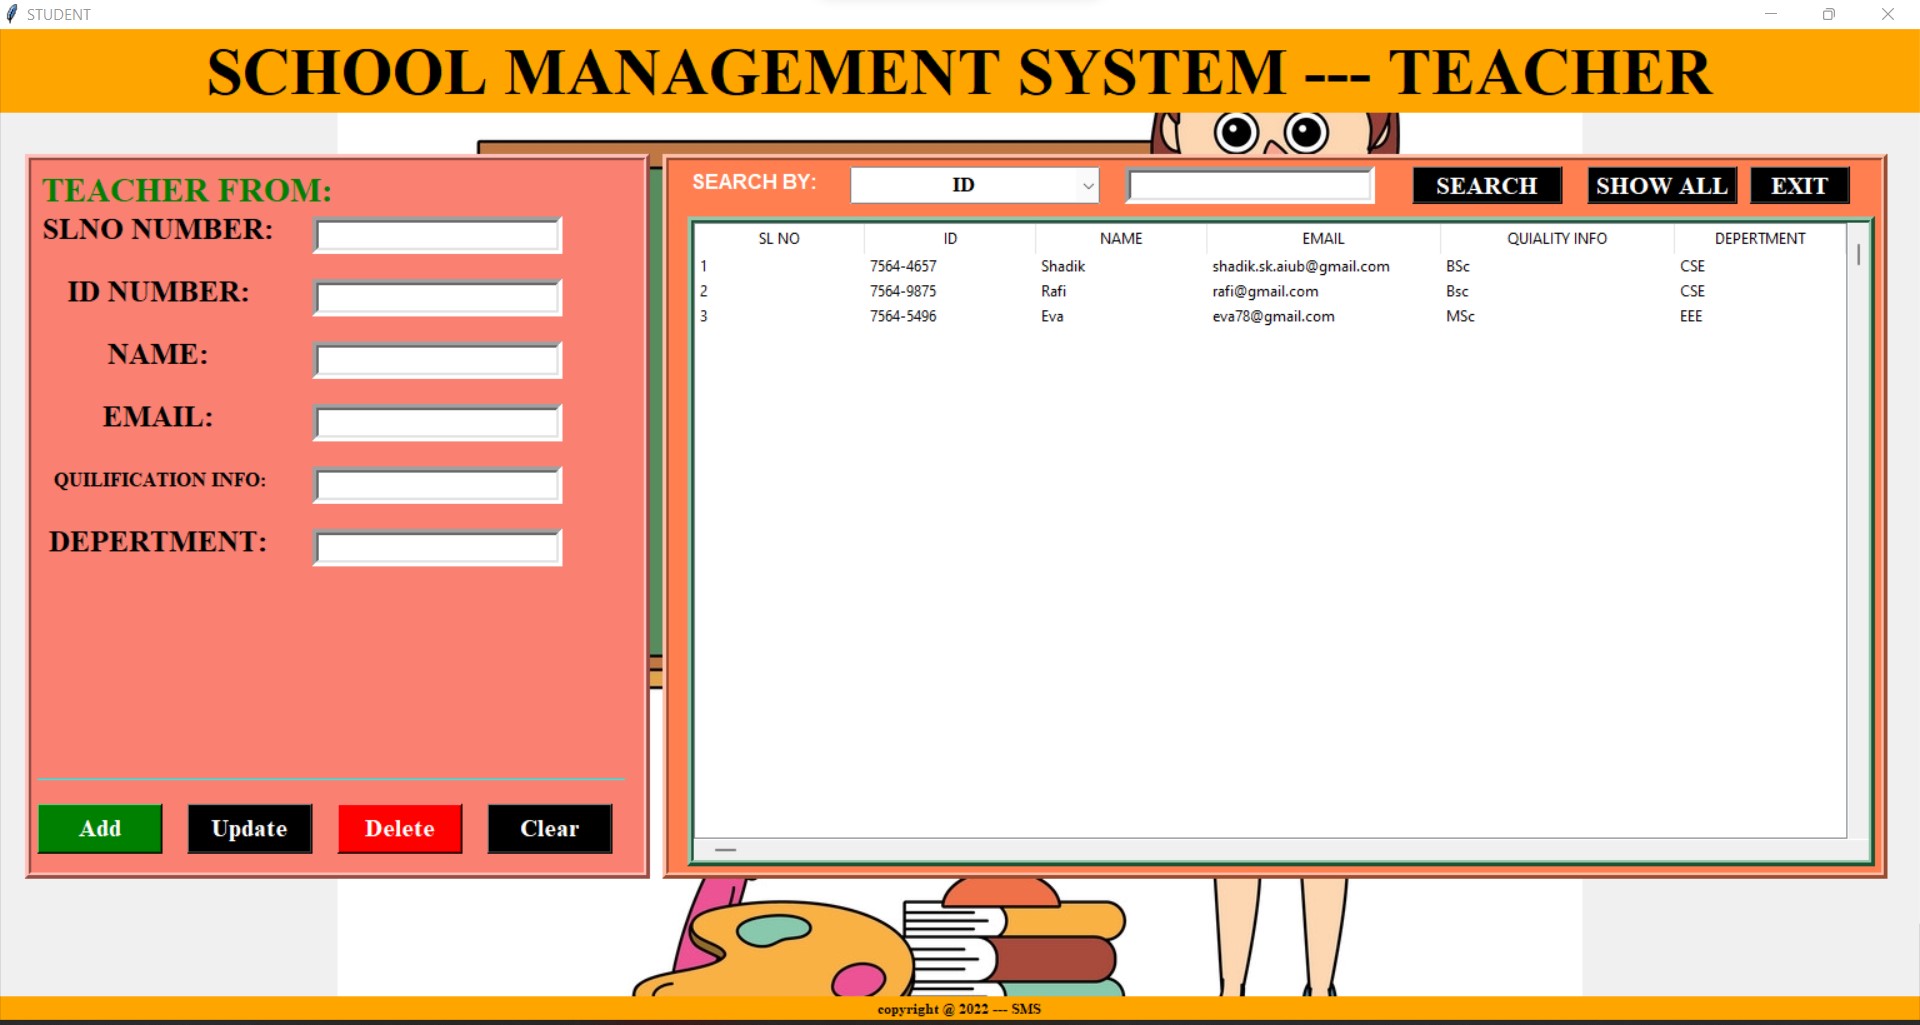 STUDENT
SCHOOL MANAGEMENT SYSTEM --- TEACHER
TEACHER FROM:
SLNO NUMBER:
ID NUMBER:
NAME:
EMAIL:
QUILIFICATION INFO:
DEPERTMENT:
Add Update Delete Clear
SEARCH BY: ID SEARCH SHOW ALL EXIT
SL NO ID NAME EMAIL QUIALITY INFO DEPERTMENT
1 7564-4657 Shadik shadik.sk.aiub@gmail.com BSc CSE
2 7564-9875 Rafi rafi@gmail.com Bsc CSE
3 7564-5496 Eva eva78@gmail.com MSc EEE
copyright @ 2022 --- SMS